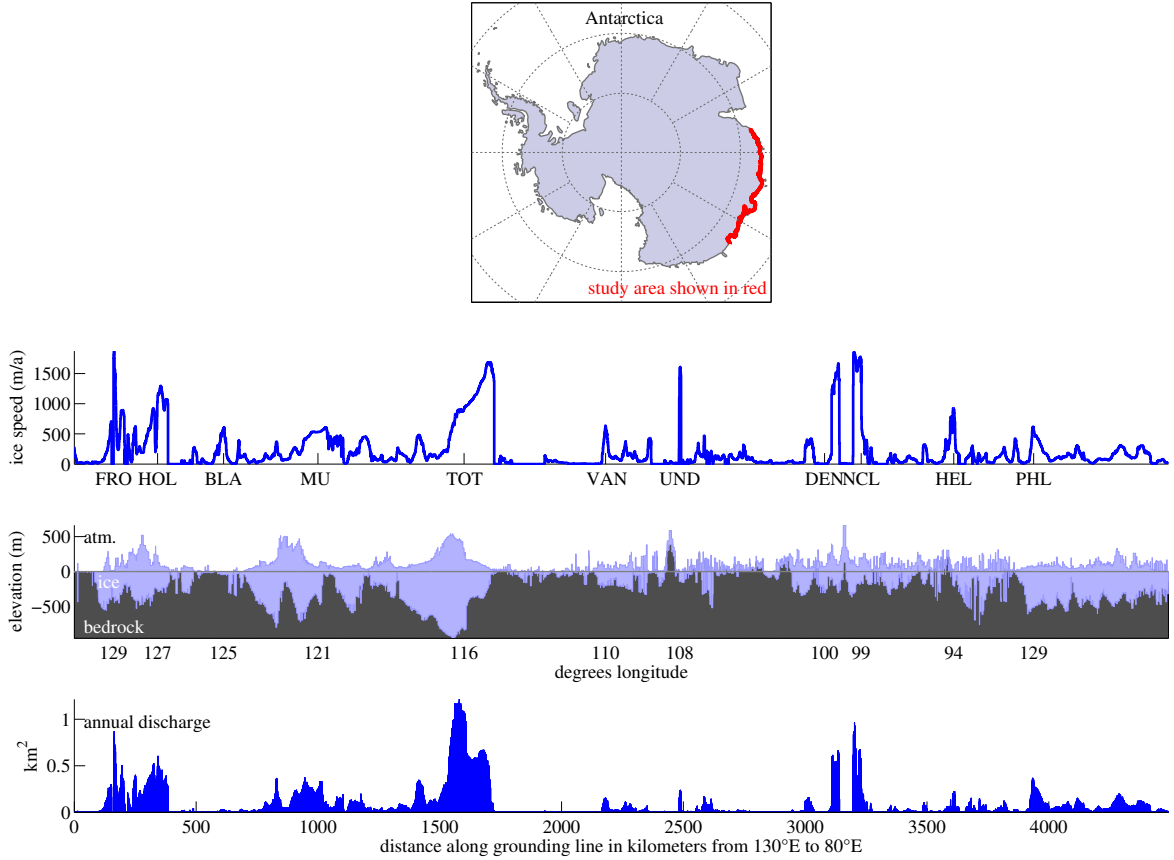 Antarctica
study area shown in red
ice speed (m/a)
1500
1000
500
0
FRO HOL BLA MU TOT VAN UND DEN NCL HEL PHL
elevation (m)
500
0
−500
atm.
ice
bedrock
129 127 125 121 116 110 108 100 99 94 129
degrees longitude
annual discharge
km2
1
0.5
0
0 500 1000 1500 2000 2500 3000 3500 4000
distance along grounding line in kilometers from 130°E to 80°E